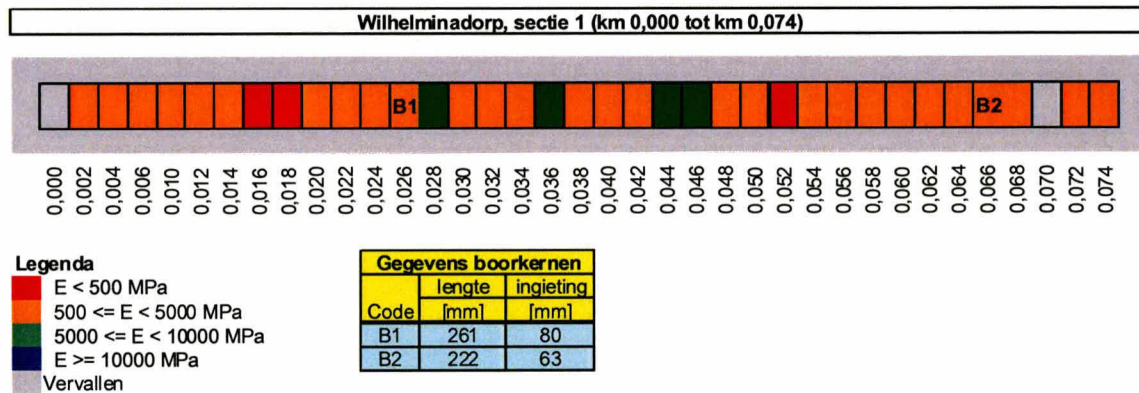 Wilhelminadorp, sectie 1 (km 0,000 tot km 0,074)
B1 B2
0,000 0,002 0,004 0,006 0,010 0,012 0,014 0,016 0,018 0,020 0,022 0,024 0,026 0,028 0,030 0,032 0,034 0,036 0,038 0,040 0,042 0,044 0,046 0,048 0,050 0,052 0,054 0,056 0,058 0,060 0,062 0,064 0,066 0,068 0,070 0,072 0,074
Legenda
E < 500 MPa
500 <= E < 5000 MPa
5000 <= E < 10000 MPa
E >= 10000 MPa
Vervallen
Gegevens boorkernen
lengte ingieting
Code [mm] [mm]
B1 261 80
B2 222 63